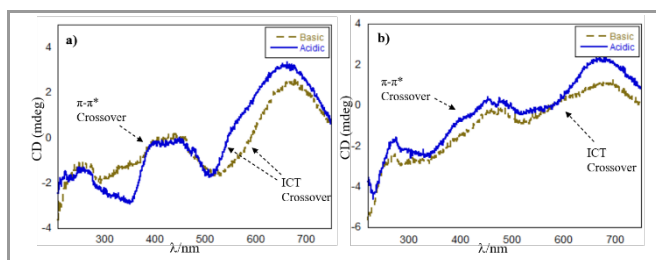 a)
Basic
Acidic
π-π*
Crossover
ICT
Crossover
CD (mdeg)
4
2
0
-2
-4
300 400 500 600 700
λ/nm
b)
Basic
Acidic
π-π*
Crossover
ICT
Crossover
CD (mdeg)
4
2
0
-2
-4
-6
300 400 500 600 700
λ/nm